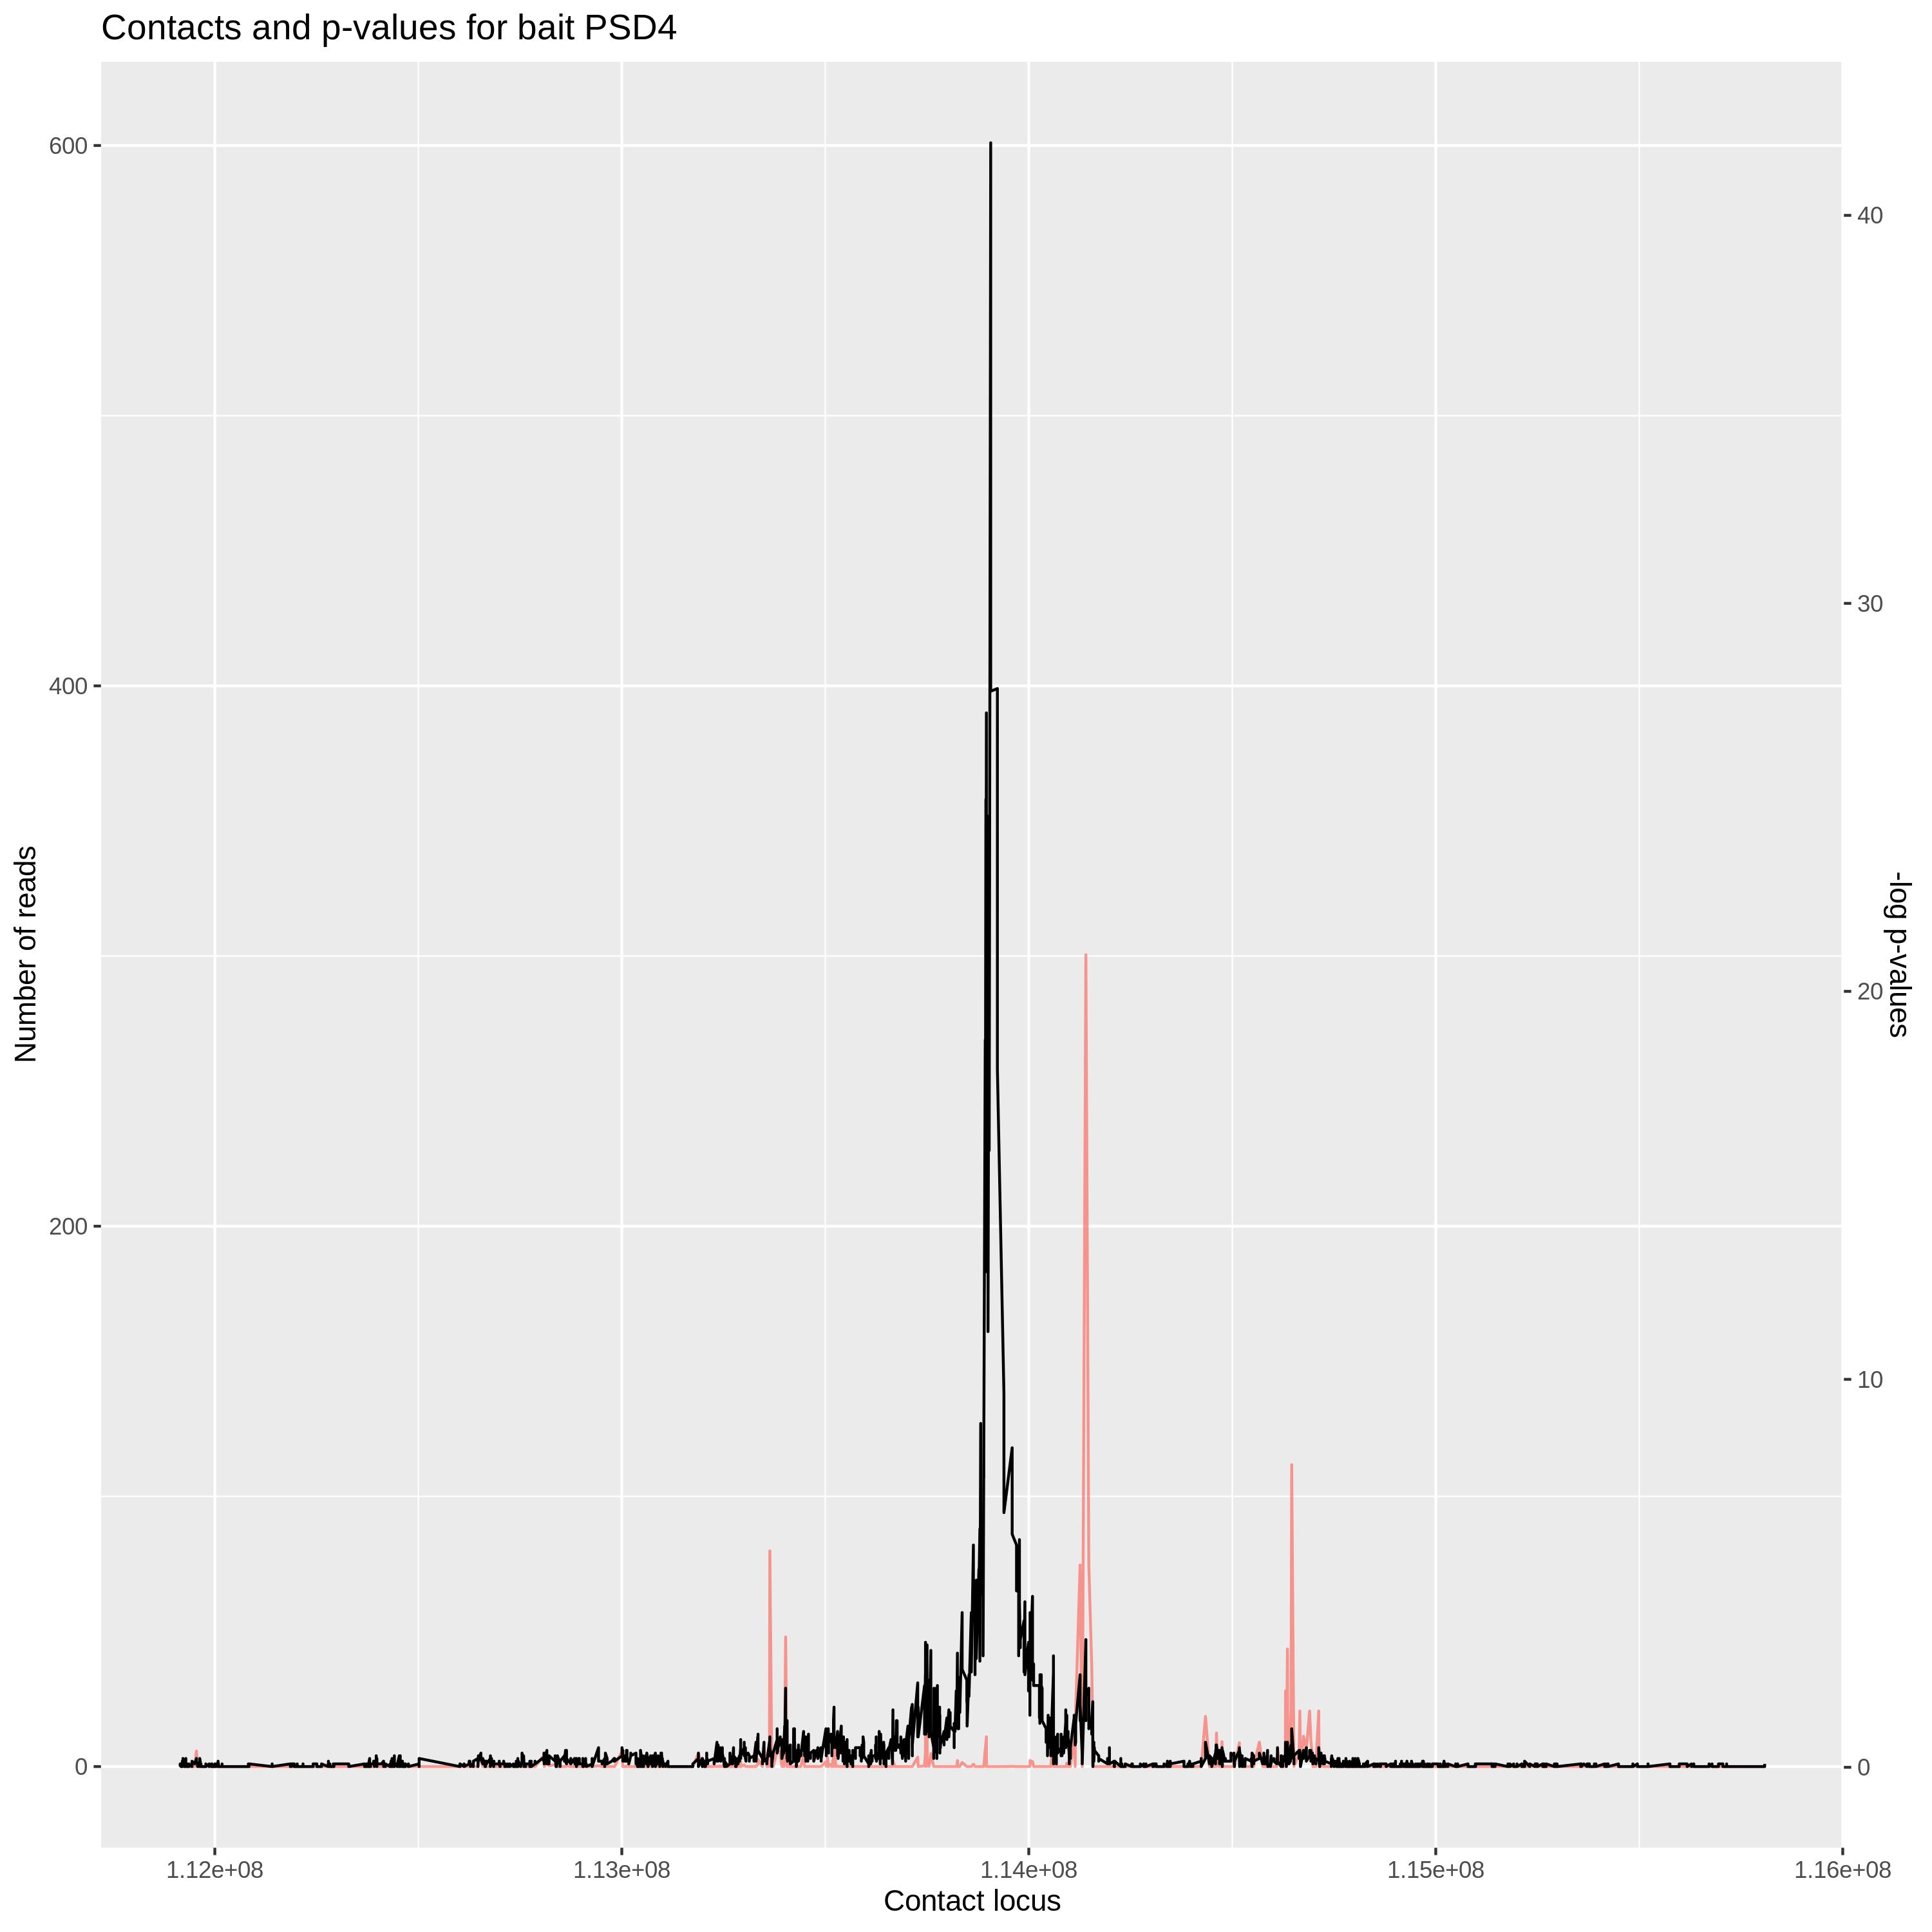 Contacts and p-values for bait PSD4
600
400
200
0
Number of reads
40
30
20
10
0
-log p-values
1.12e+08
1.13e+08
1.14e+08
1.15e+08
1.16e+08
Contact locus